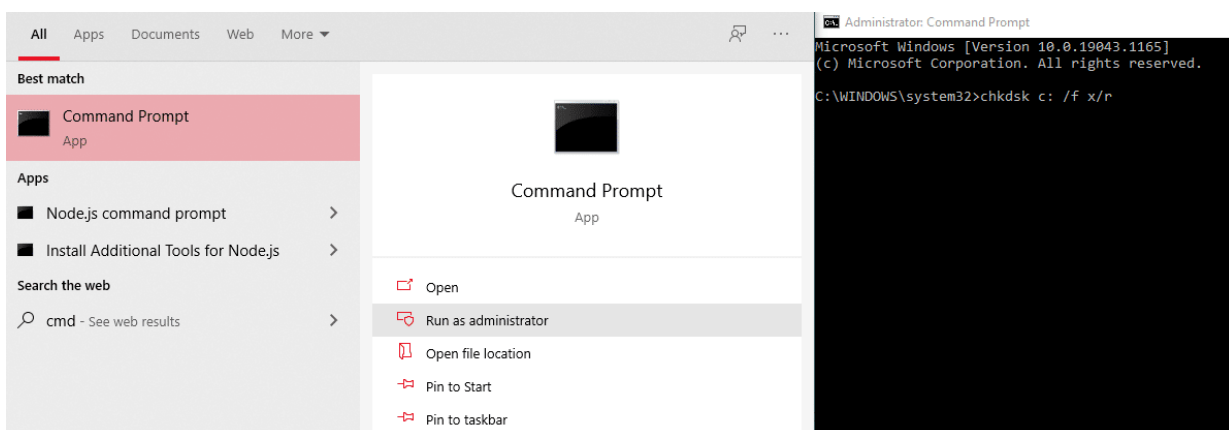 All Apps Documents Web More
Best match
Command Prompt
App
Apps
Node.js command prompt
Install Additional Tools for Node.js
Search the web
cmd - See web results
Command Prompt
App
Open
Run as administrator
Open file location
Pin to Start
Pin to taskbar
Administrator: Command Prompt
Microsoft Windows [Version 10.0.19043.1165]
(c) Microsoft Corporation. All rights reserved.
C:\WINDOWS\system32>chkdsk c: /f x/r